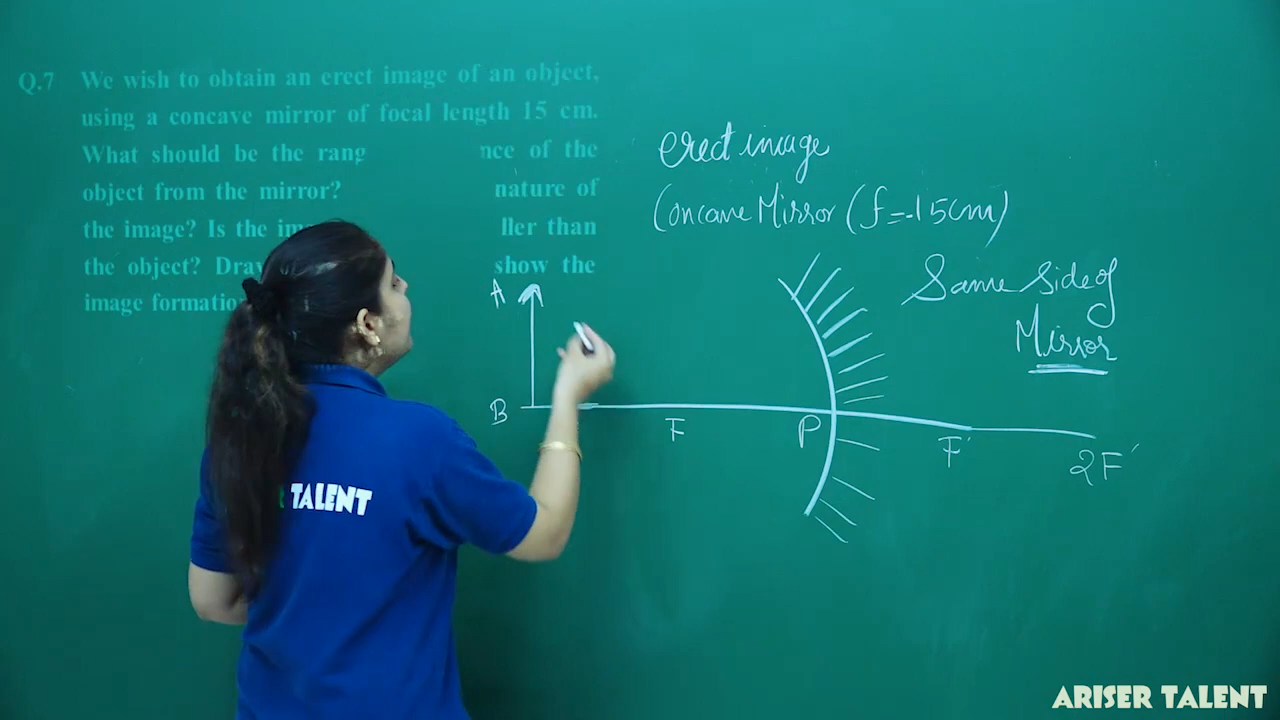 Q.7 We wish to obtain an erect image of an object,
using a concave mirror of focal length 15 cm.
What should be the rang nce of the
object from the mirror? nature of
the image? Is the im ller than
the object? Dra show the
image formatio
erect image
Concave Mirror (f=-15cm)
Same side of
Mirror
A
B
F
P
F'
2F'
TALENT
ARISER TALENT